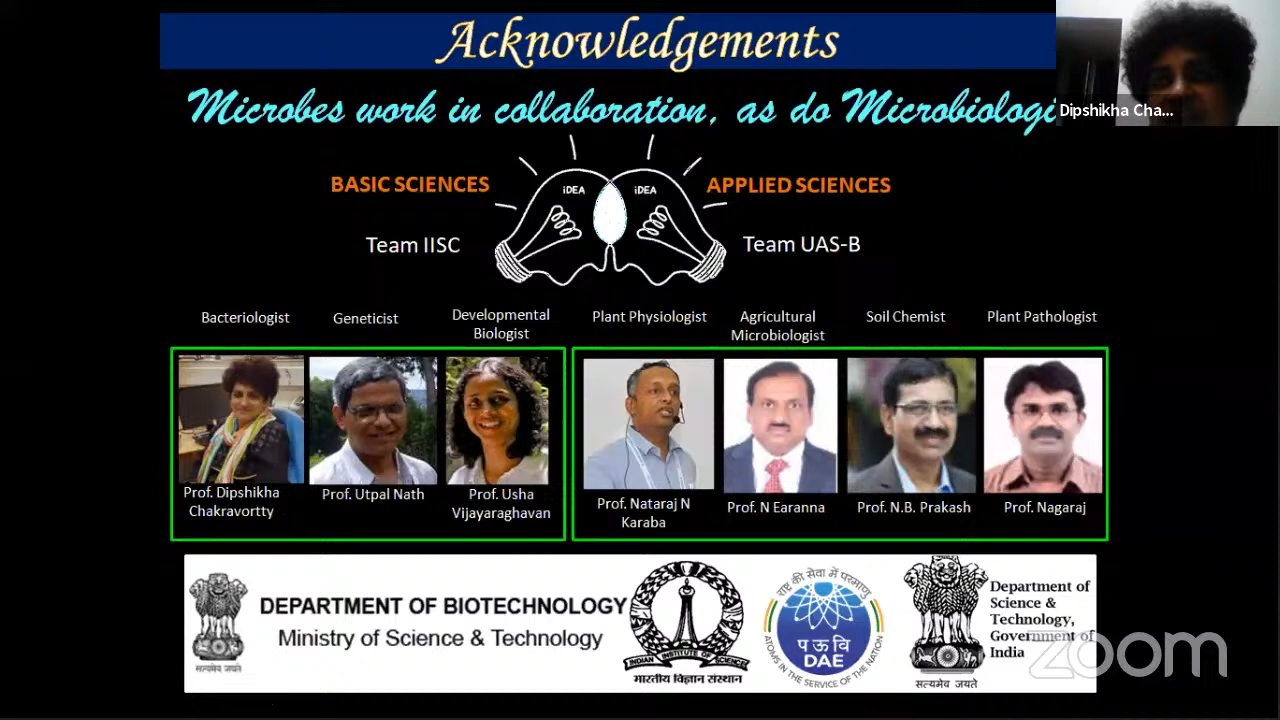 Acknowledgements
Microbes work in collaboration, as do Microbiologi
Dipshikha Cha...
BASIC SCIENCES
iDEA
iDEA
APPLIED SCIENCES
Team IISC
Team UAS-B
Bacteriologist
Geneticist
Developmental
Biologist
Plant Physiologist
Agricultural
Microbiologist
Soil Chemist
Plant Pathologist
Prof. Dipshikha
Chakravortty
Prof. Utpal Nath
Prof. Usha
Vijayaraghavan
Prof. Nataraj N
Karaba
Prof. N Earanna
Prof. N.B. Prakash
Prof. Nagaraj
सत्यमेव जयते
DEPARTMENT OF BIOTECHNOLOGY
Ministry of Science & Technology
INDIAN INSTITUTE OF SCIENCE
भारतीय विज्ञान संस्थान
राष्ट्र की सेवा में परमाणु
प ऊ वि
DAE
ATOMS IN THE SERVICE OF THE NATION
सत्यमेव जयते
Department of
Science &
Technology,
Government of
India
zoom